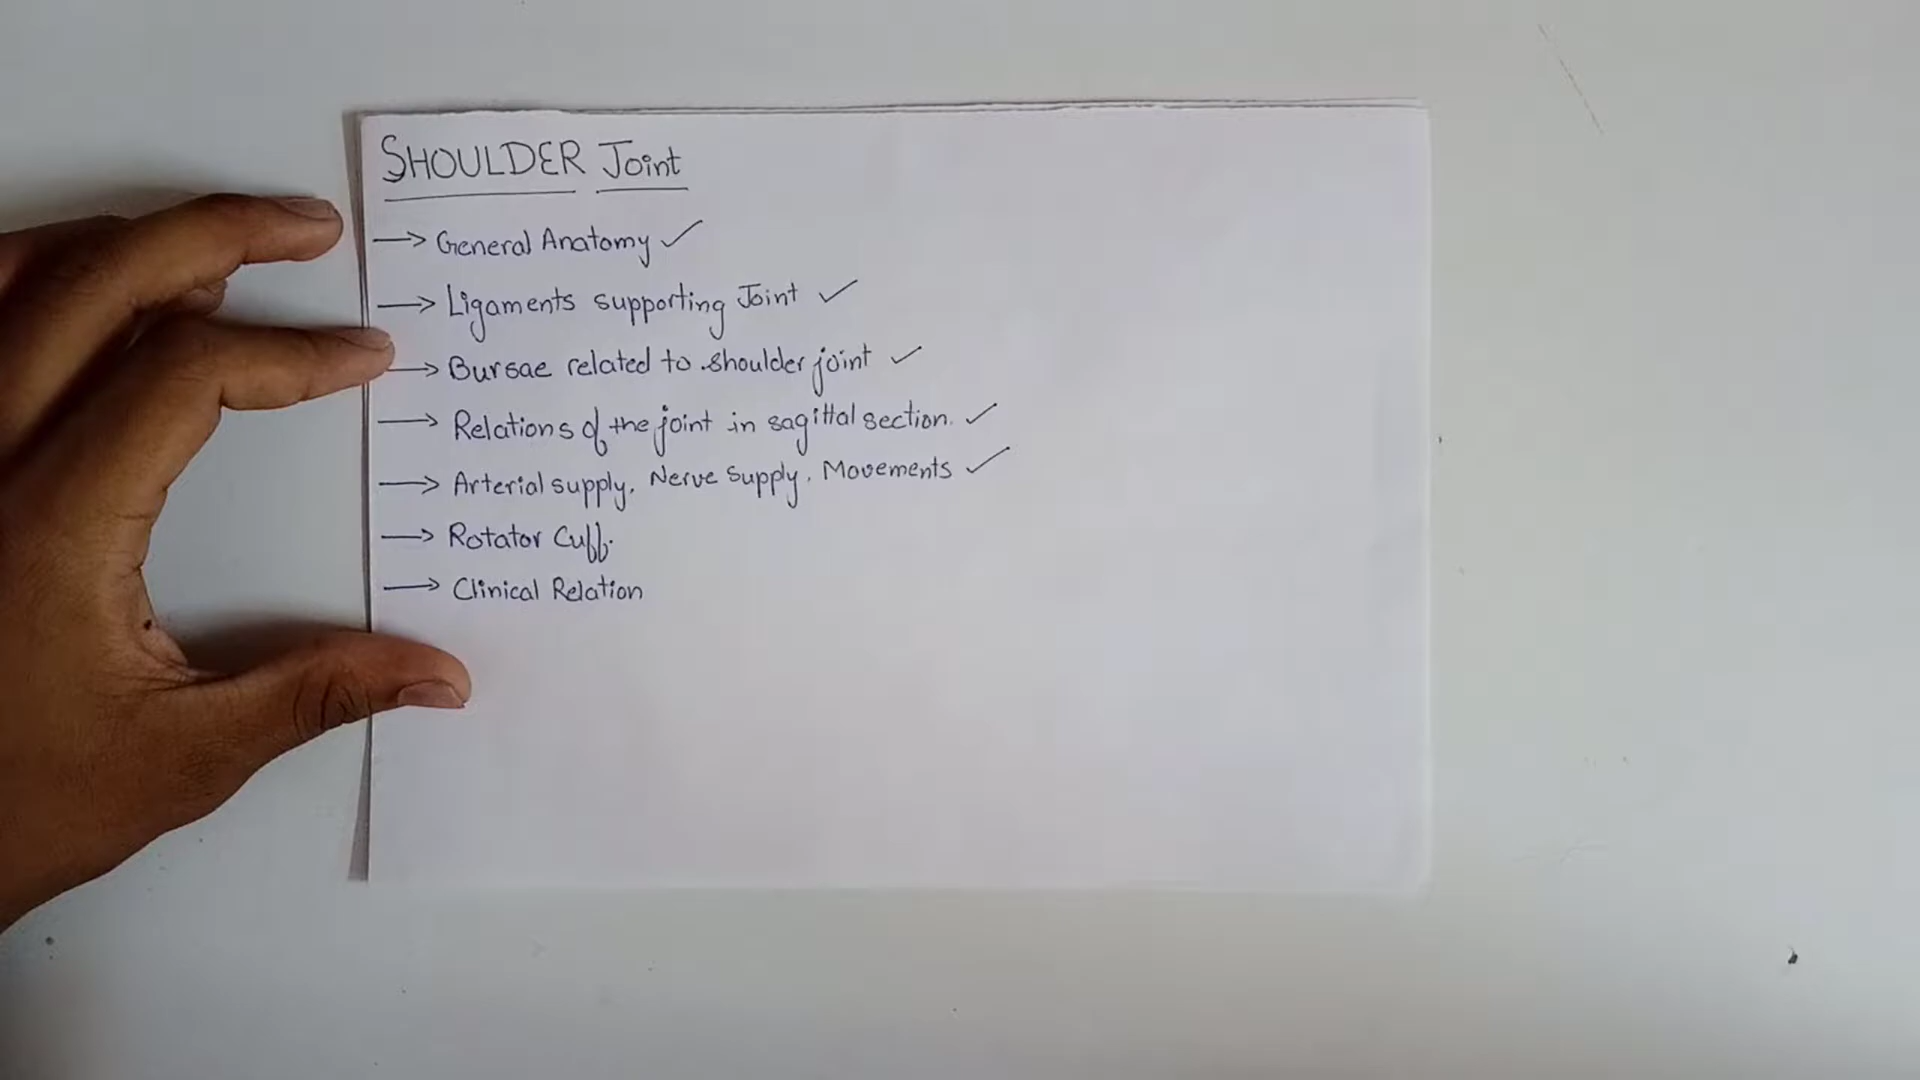 SHOULDER Joint
→ General Anatomy ✓
→ Ligaments supporting Joint ✓
→ Bursae related to shoulder joint ✓
→ Relations of the joint in sagittal section. ✓
→ Arterial supply, Nerve Supply, Movements ✓
→ Rotator Cuff.
→ Clinical Relation